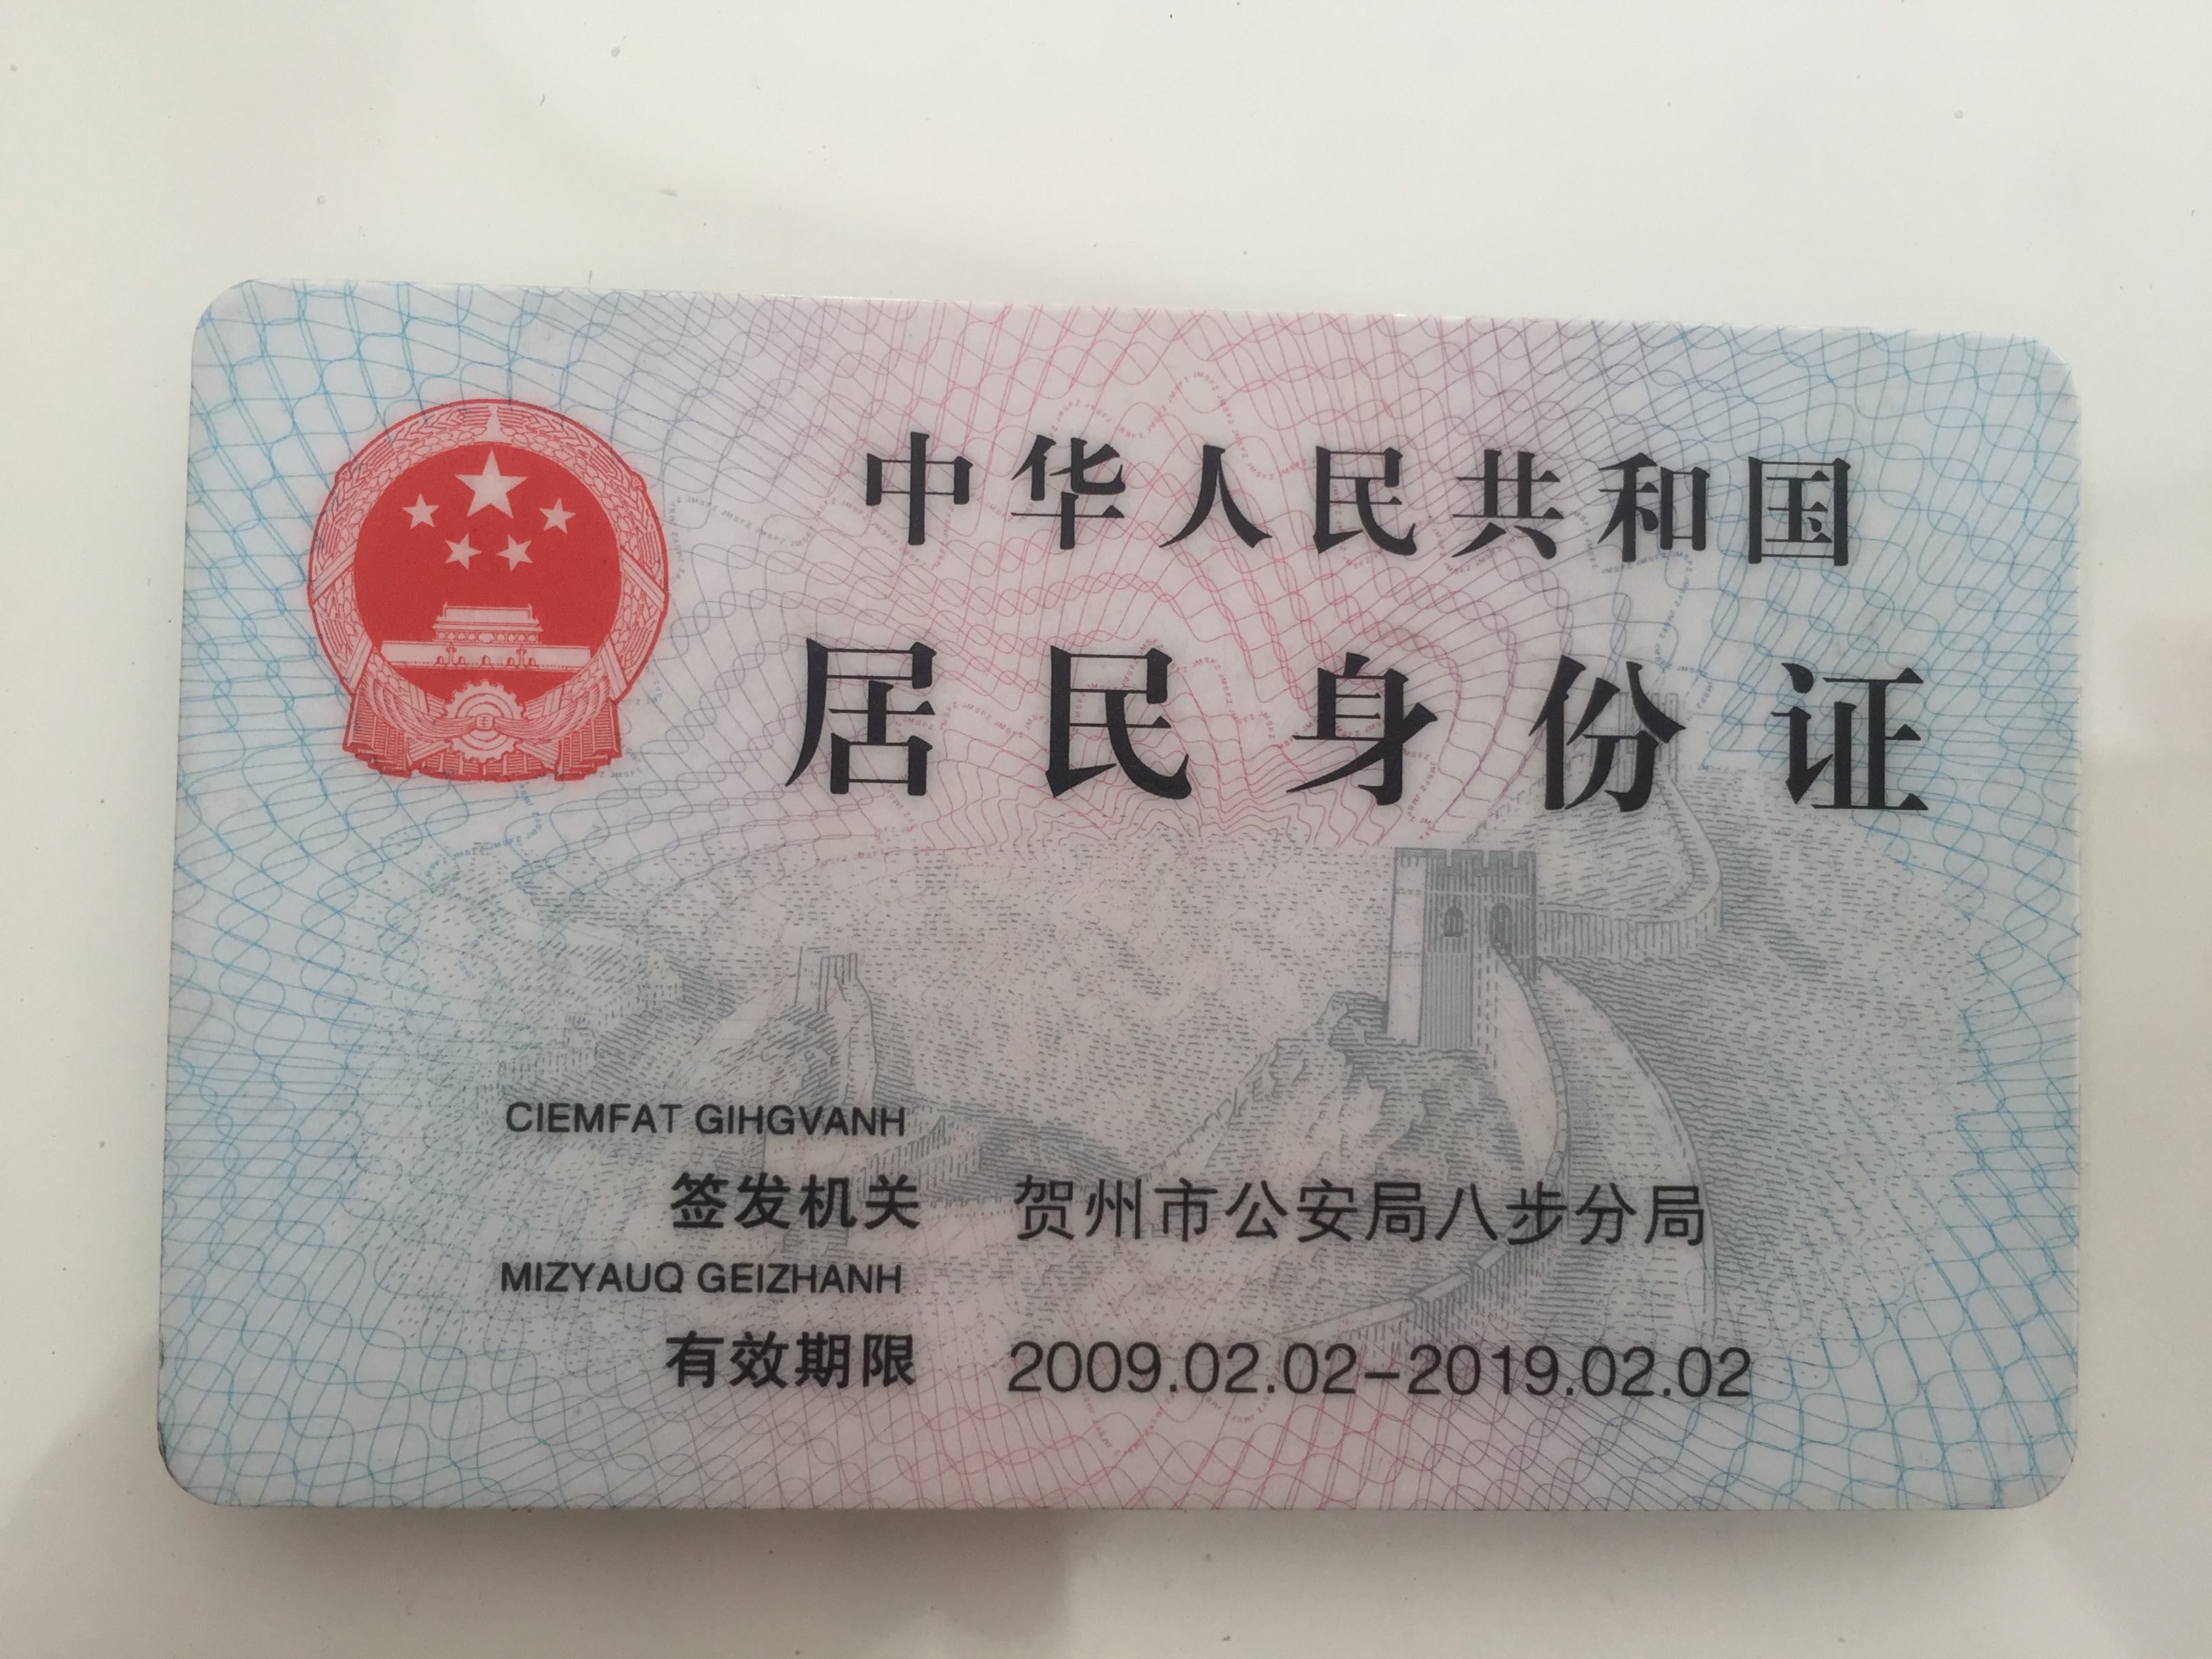 中华人民共和国
居民身份证
CIEMFAT GIHGVANH
签发机关 贺州市公安局八步分局
MIZYAUQ GEIZHANH
有效期限 2009.02.02-2019.02.02